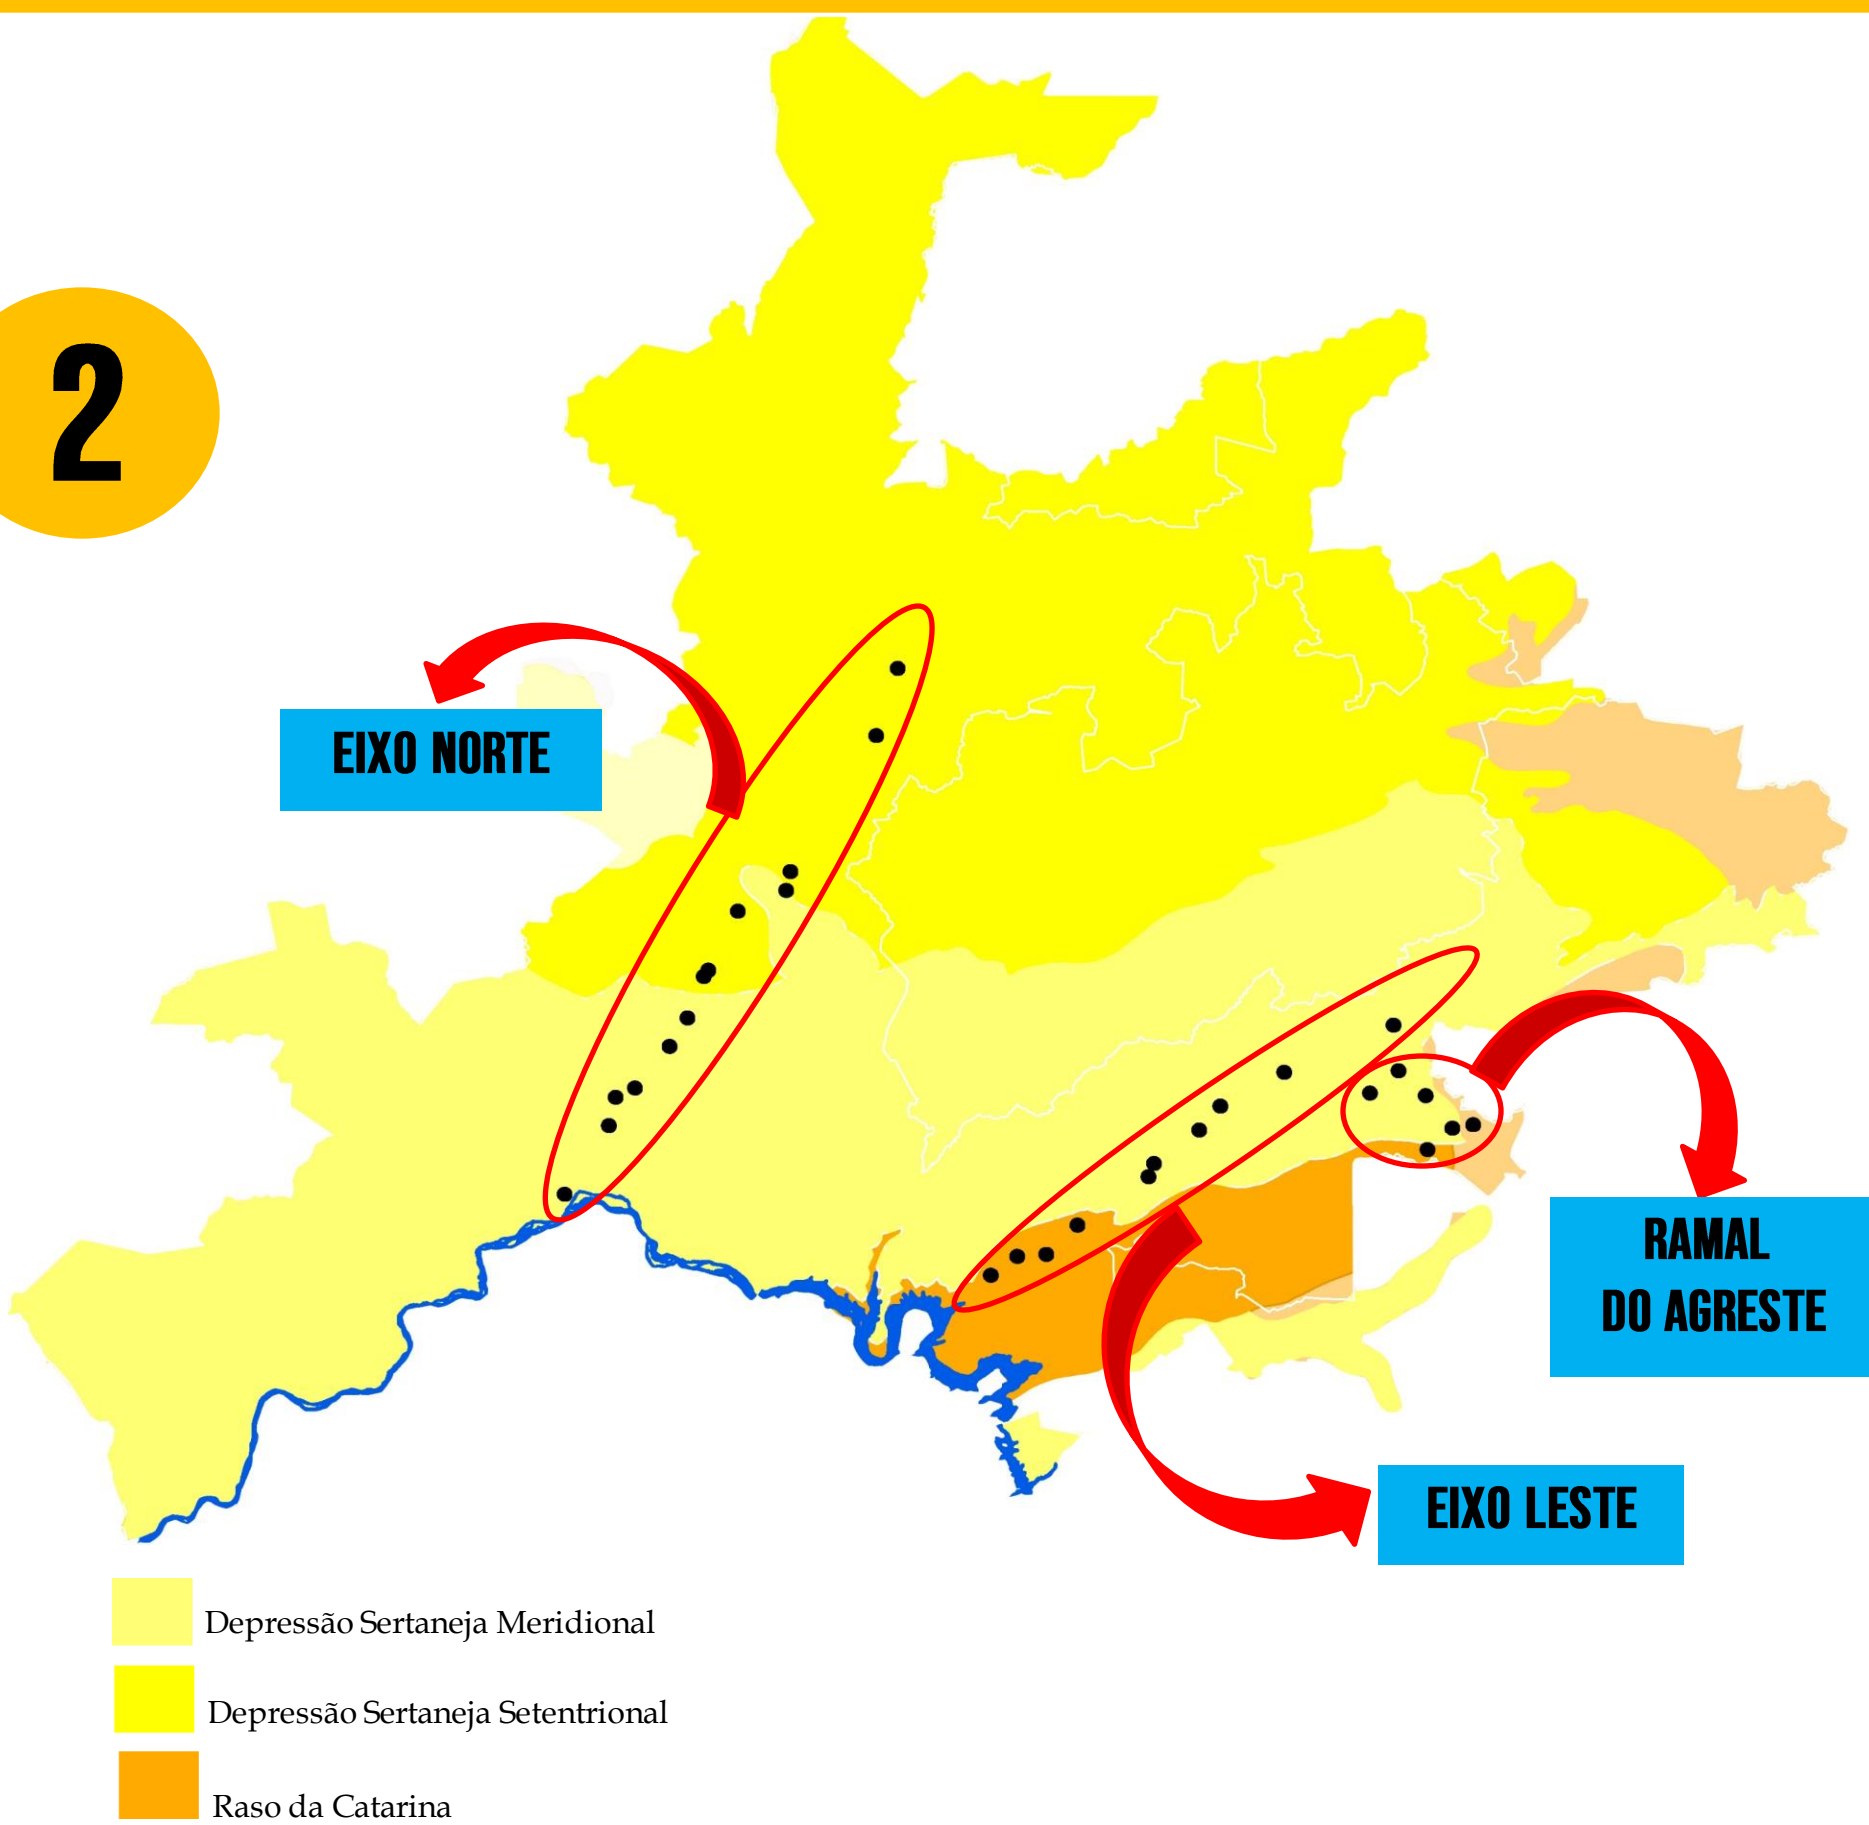 2
EIXO NORTE
RAMAL
DO AGRESTE
EIXO LESTE
Depressão Sertaneja Meridional
Depressão Sertaneja Setentrional
Raso da Catarina